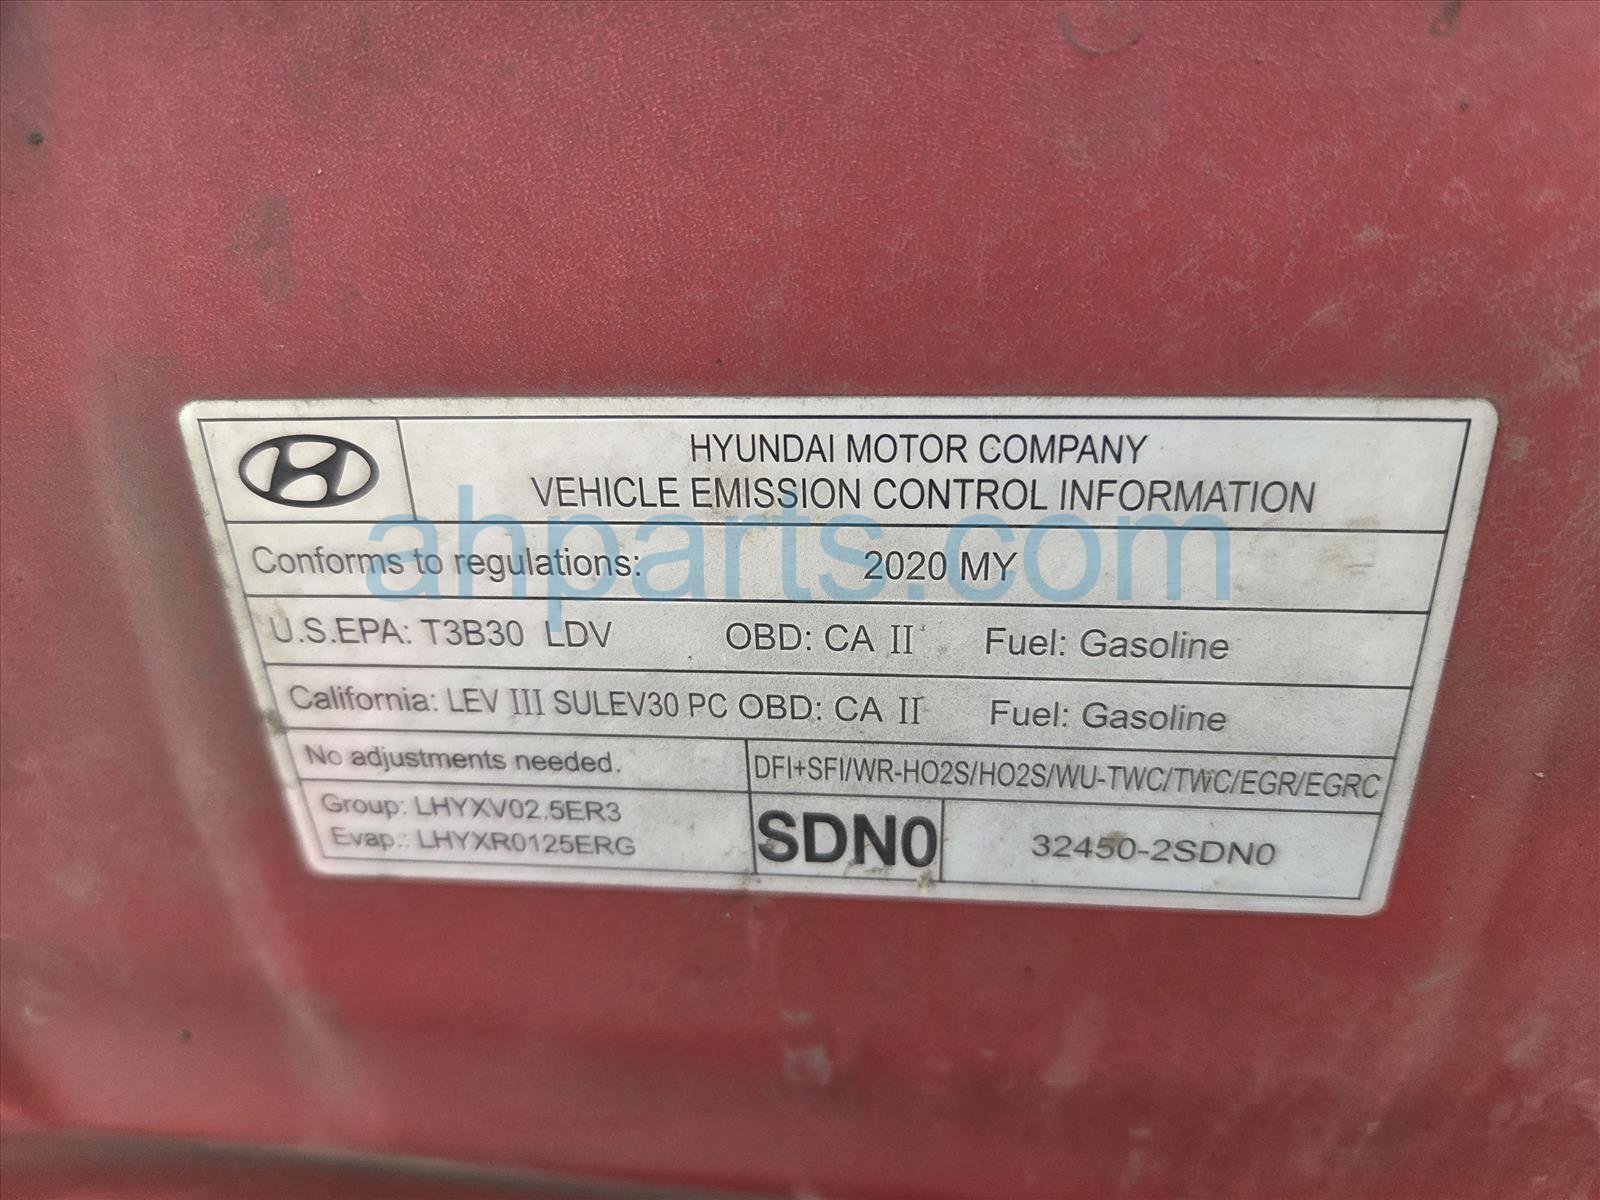 HYUNDAI MOTOR COMPANY
VEHICLE EMISSION CONTROL INFORMATION
Conforms to regulations: 2020 MY
U.S.EPA: T3B30 LDV OBD: CA II Fuel: Gasoline
California: LEV III SULEV30 PC OBD: CA II Fuel: Gasoline
No adjustments needed. DFI+SFI/WR-HO2S/HO2S/WU-TWC/TWC/EGR/EGRC
Group: LHYXV02.5ER3
Evap.: LHYXR0125ERG
SDN0 32450-2SDN0
ahparts.com